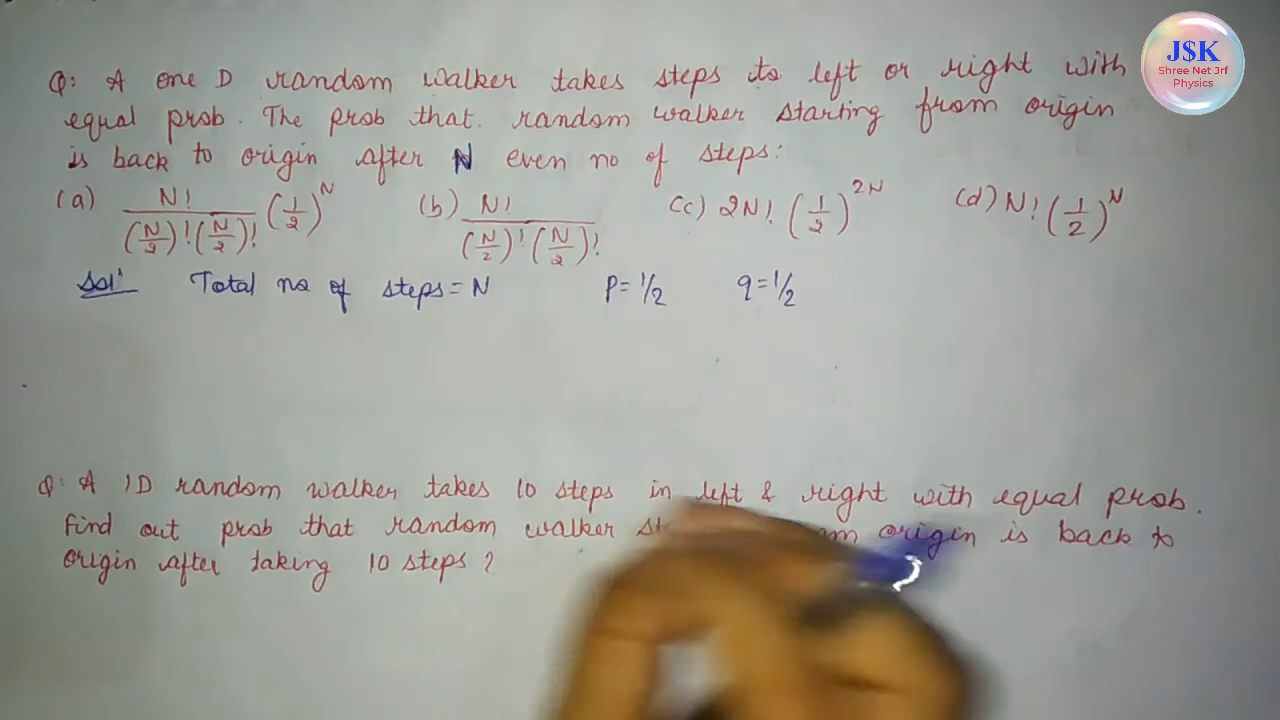 J$K
Shree Net Jrf
Physics
Q: A one D random walker takes steps to left or right with
equal prob. The prob that random walker starting from origin
is back to origin after N even no of steps:
(a) N!/(N/2)!(N/2)! (1/2)^N (b) N!/(N/2)!(N/2)! (c) 2N! (1/2)^2N (d) N! (1/2)^N
Solⁿ Total no of steps = N p = 1/2 q = 1/2
Q: A 1D random walker takes 10 steps in left & right with equal prob.
Find out prob that random walker origin is back to
origin after taking 10 steps ?